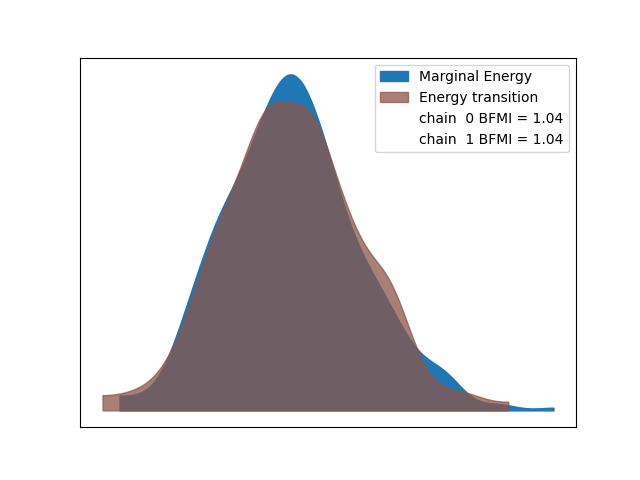 Marginal Energy
Energy transition
chain  0 BFMI = 1.04
chain  1 BFMI = 1.04